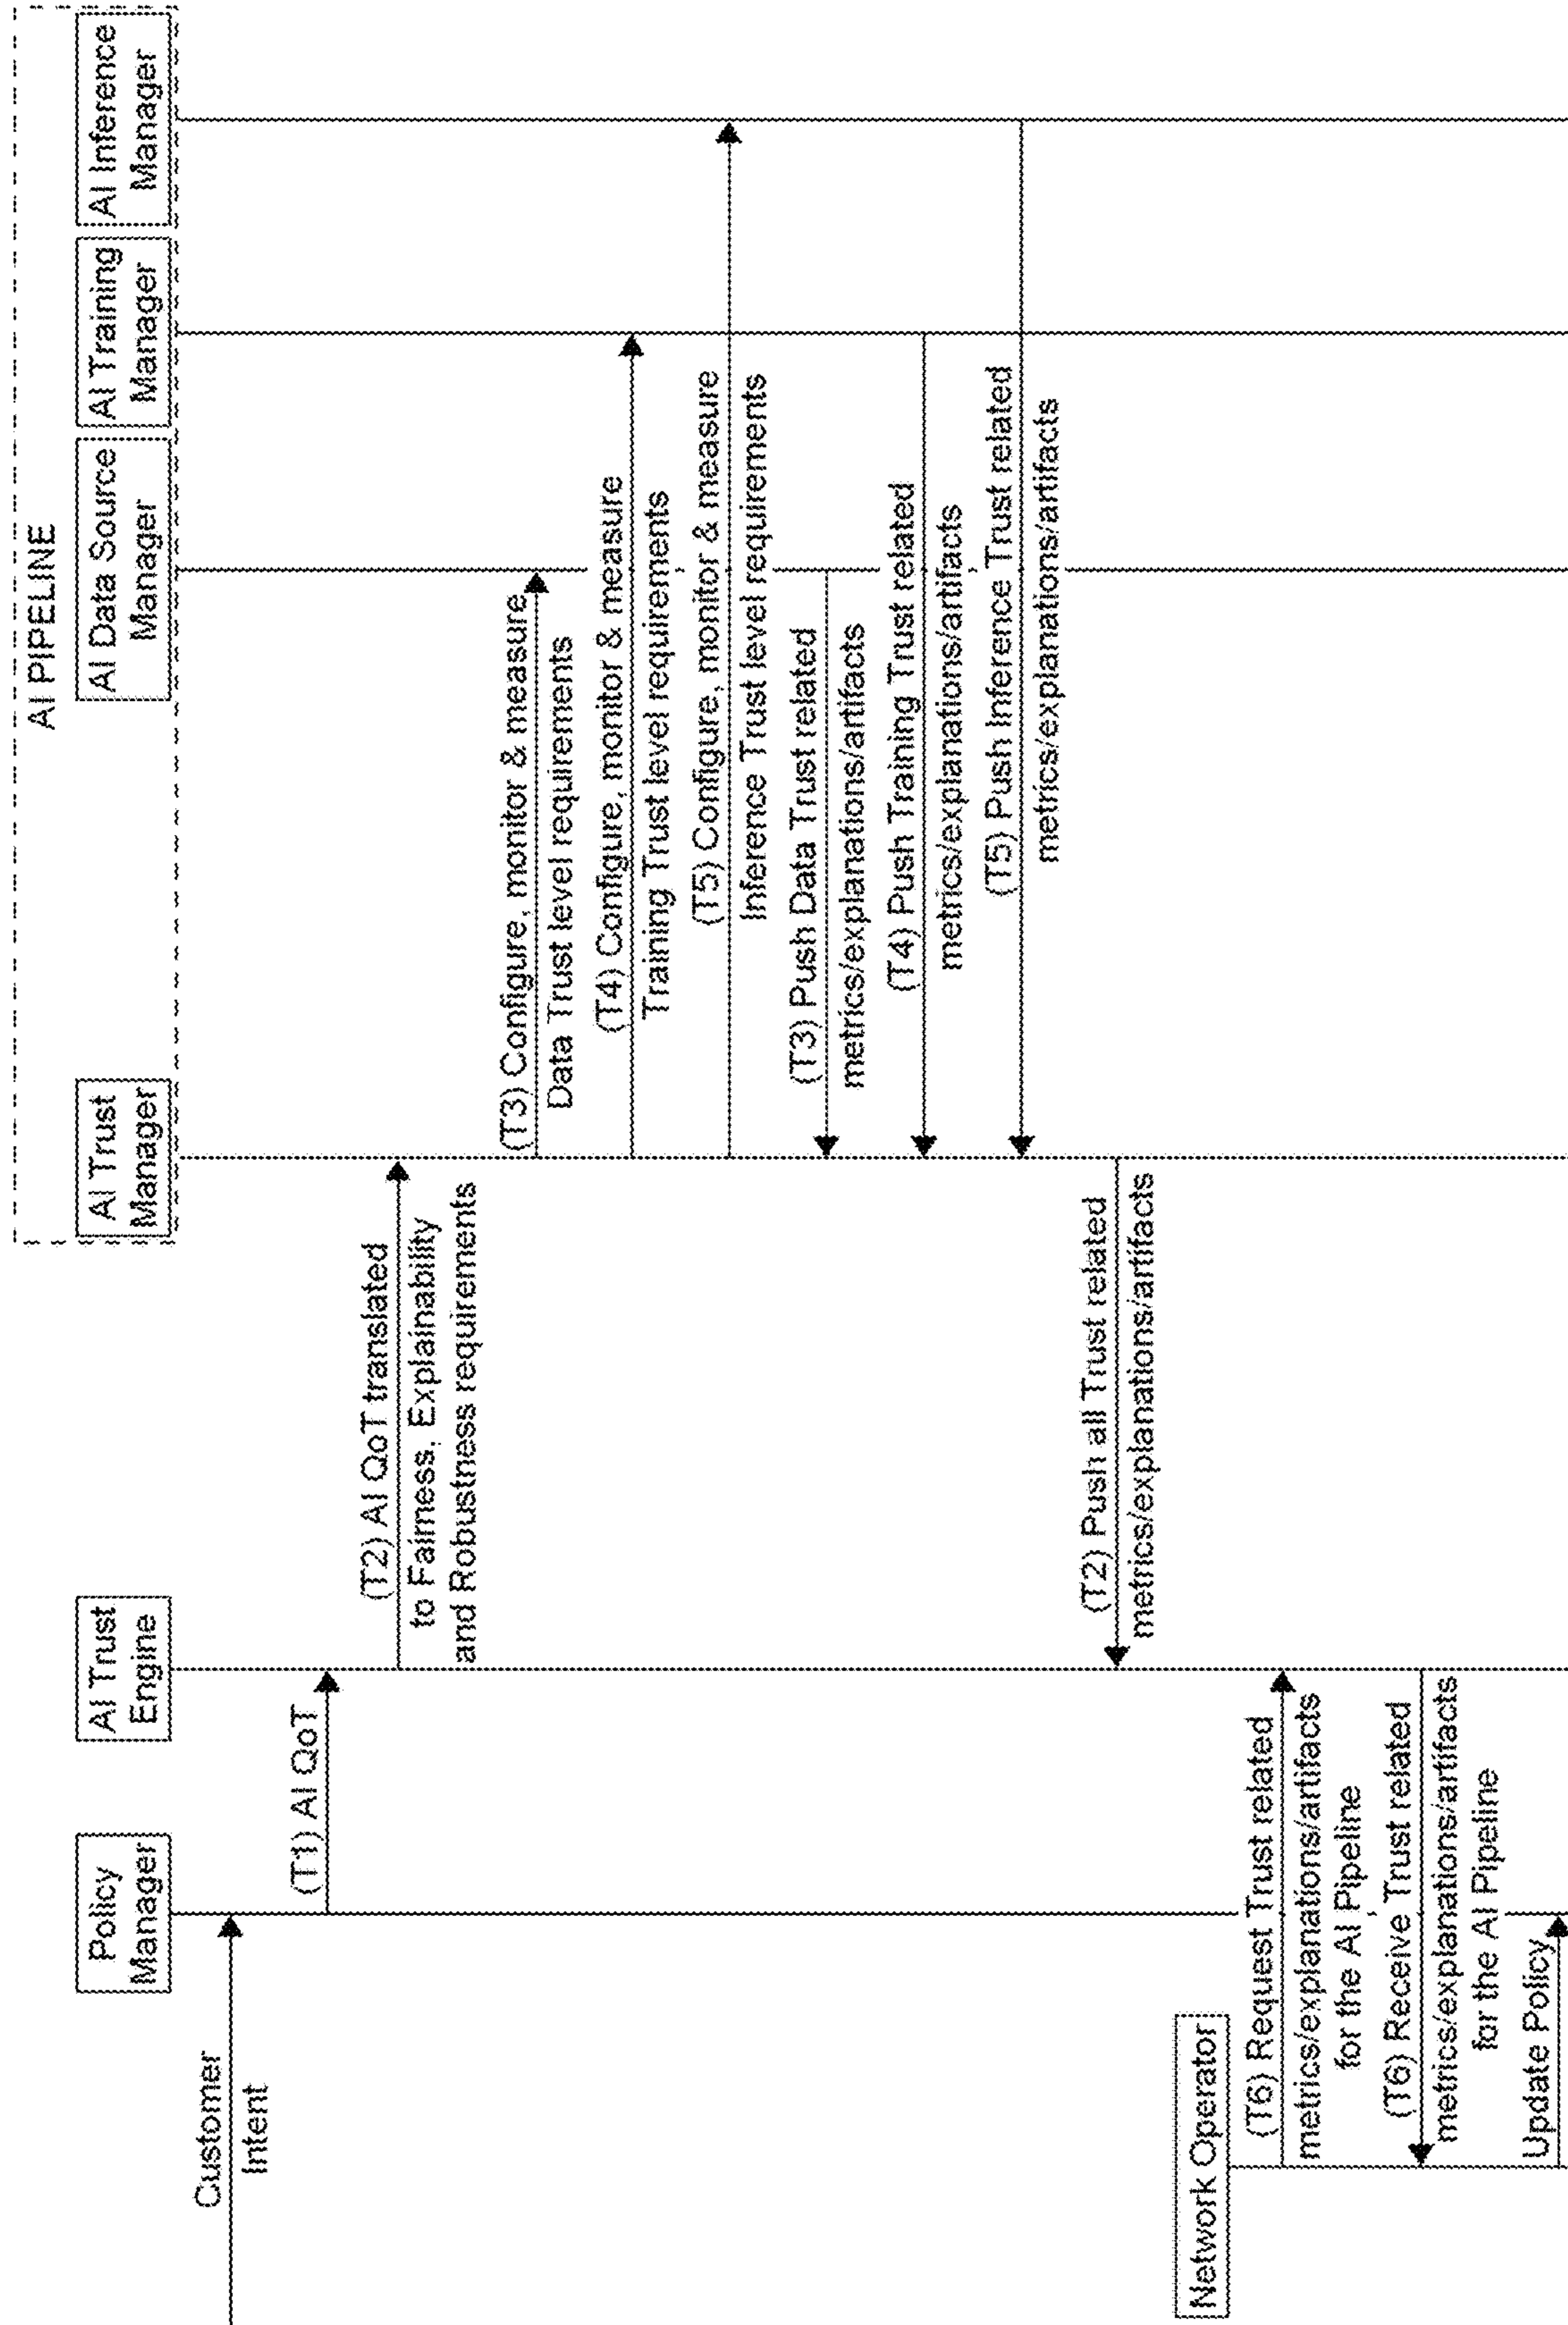 AI PIPELINE
Policy
Manager
AI Trust
Engine
AI Trust
Manager
AI Data Source
Manager
AI Training
Manager
AI Inference
Manager
Customer
Intent
(T1) AI QoT
(T2) AI QoT translated
to Fairness, Explainability
and Robustness requirements
(T3) Configure, monitor & measure
Data Trust level requirements
(T4) Configure, monitor & measure
Training Trust level requirements
(T5) Configure, monitor & measure
Inference Trust level requirements
(T3) Push Data Trust related
metrics/explanations/artifacts
(T4) Push Training Trust related
metrics/explanations/artifacts
(T5) Push Inference Trust related
metrics/explanations/artifacts
(T2) Push all Trust related
metrics/explanations/artifacts
Network Operator
(T6) Request Trust related
metrics/explanations/artifacts
for the AI Pipeline
(T6) Receive Trust related
metrics/explanations/artifacts
for the AI Pipeline
Update Policy